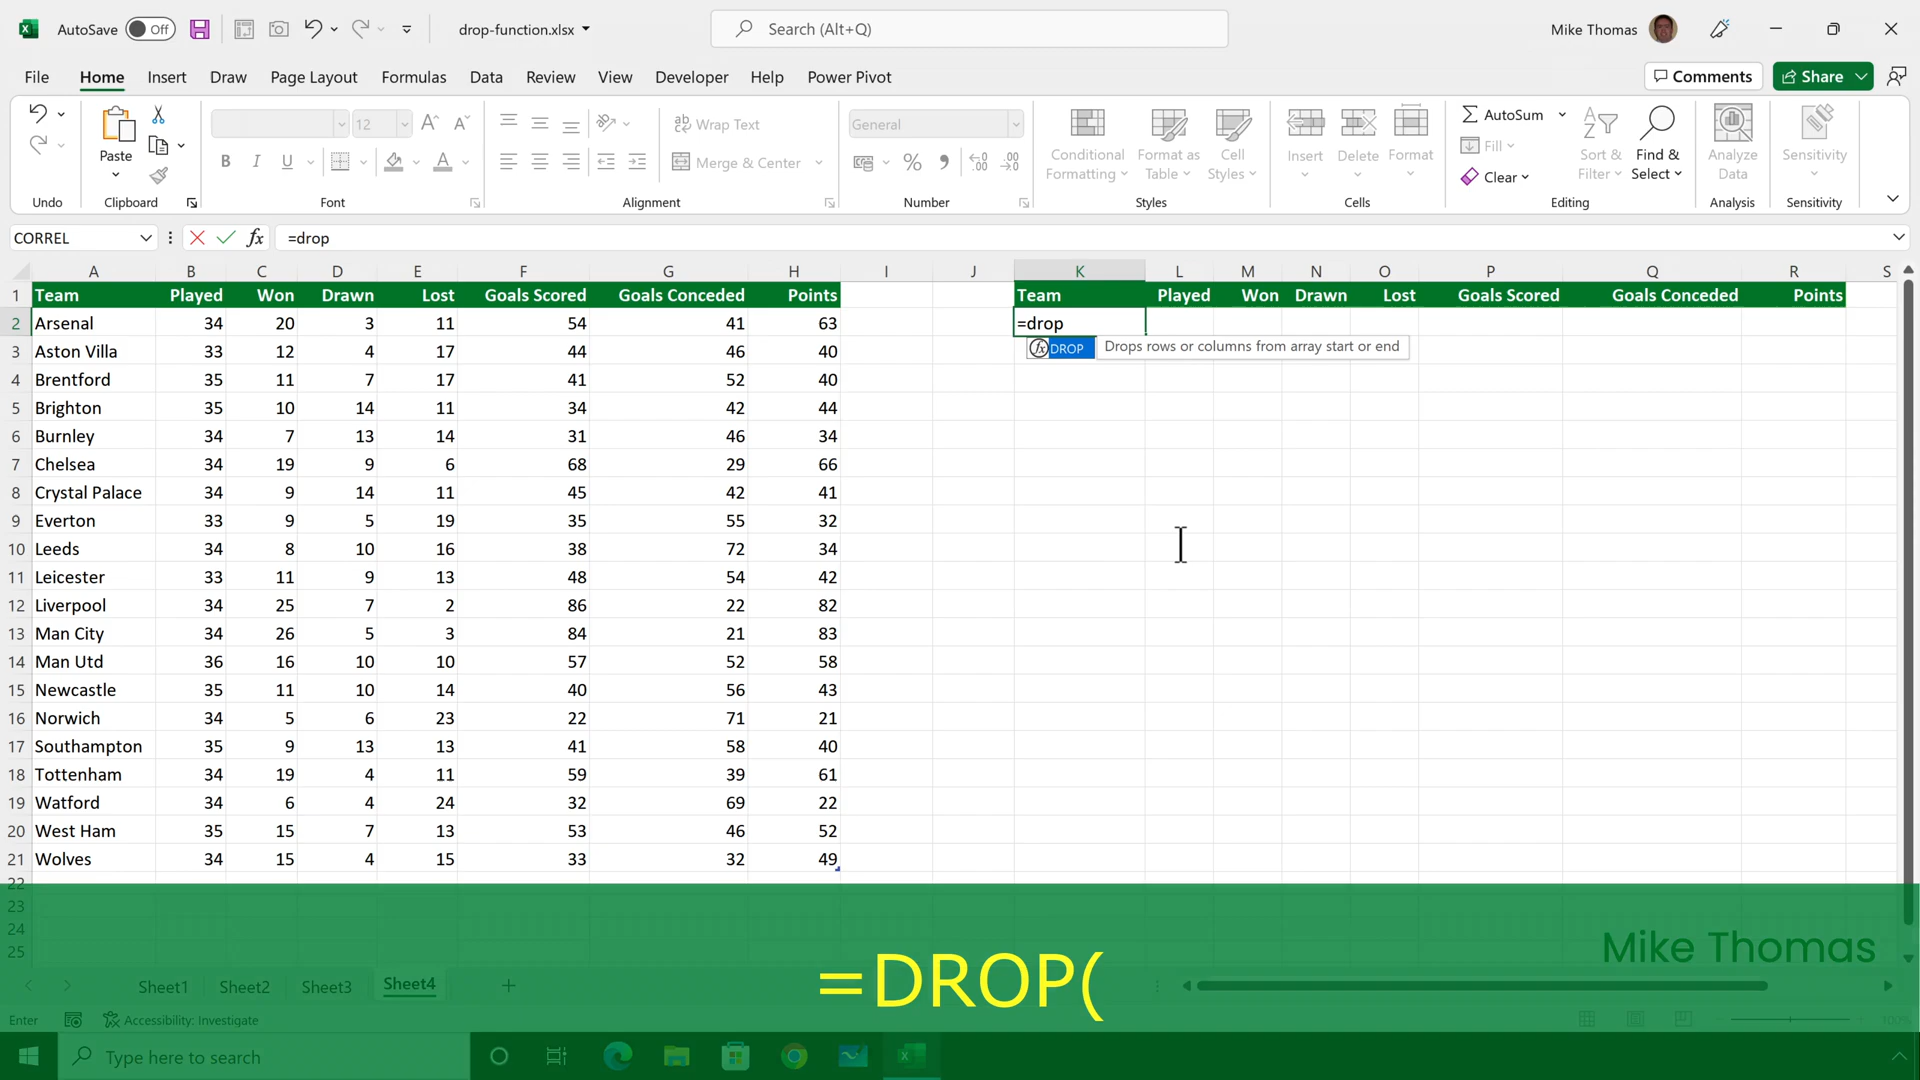 AutoSave Off drop-function.xlsx Search (Alt+Q) Mike Thomas
File Home Insert Draw Page Layout Formulas Data Review View Developer Help Power Pivot Comments Share
Paste 12 Wrap Text General Conditional Formatting Format as Table Cell Styles Insert Delete Format AutoSum Sort & Filter Find & Select Analyze Data Sensitivity
B I U Merge & Center % Fill
Clear
Undo Clipboard Font Alignment Number Styles Cells Editing Analysis Sensitivity
CORREL fx =drop
A B C D E F G H I J K L M N O P Q R S
1 Team Played Won Drawn Lost Goals Scored Goals Conceded Points Team Played Won Drawn Lost Goals Scored Goals Conceded Points
2 Arsenal 34 20 3 11 54 41 63 =drop
3 Aston Villa 33 12 4 17 44 46 40 fx DROP Drops rows or columns from array start or end
4 Brentford 35 11 7 17 41 52 40
5 Brighton 35 10 14 11 34 42 44
6 Burnley 34 7 13 14 31 46 34
7 Chelsea 34 19 9 6 68 29 66
8 Crystal Palace 34 9 14 11 45 42 41
9 Everton 33 9 5 19 35 55 32
10 Leeds 34 8 10 16 38 72 34
11 Leicester 33 11 9 13 48 54 42
12 Liverpool 34 25 7 2 86 22 82
13 Man City 34 26 5 3 84 21 83
14 Man Utd 36 16 10 10 57 52 58
15 Newcastle 35 11 10 14 40 56 43
16 Norwich 34 5 6 23 22 71 21
17 Southampton 35 9 13 13 41 58 40
18 Tottenham 34 19 4 11 59 39 61
19 Watford 34 6 4 24 32 69 22
20 West Ham 35 15 7 13 53 46 52
21 Wolves 34 15 4 15 33 32 49
22
23
24
25
Mike Thomas
=DROP(
Sheet1 Sheet2 Sheet3 Sheet4
Enter Accessibility: Investigate 100%
Type here to search